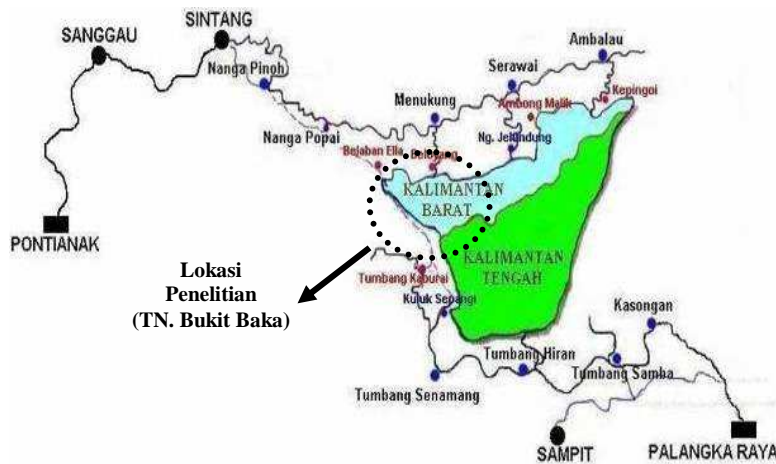 SINTANG
SANGGAU
Ambalau
Nanga Pinoh
Serawai
Kepingoi
Menukung
Ambong Malik
Nanga Popai
Ng. Jelundung
Bejaban Ella
KALIMANTAN
BARAT
PONTIANAK
KALIMANTAN
TENGAH
Lokasi
Penelitian
(TN. Bukit Baka)
Tumbang Kaburai
Kuluk Sepangi
Kasongan
Tumbang Hiran
Tumbang Samba
Tumbang Senamang
SAMPIT
PALANGKA RAYA